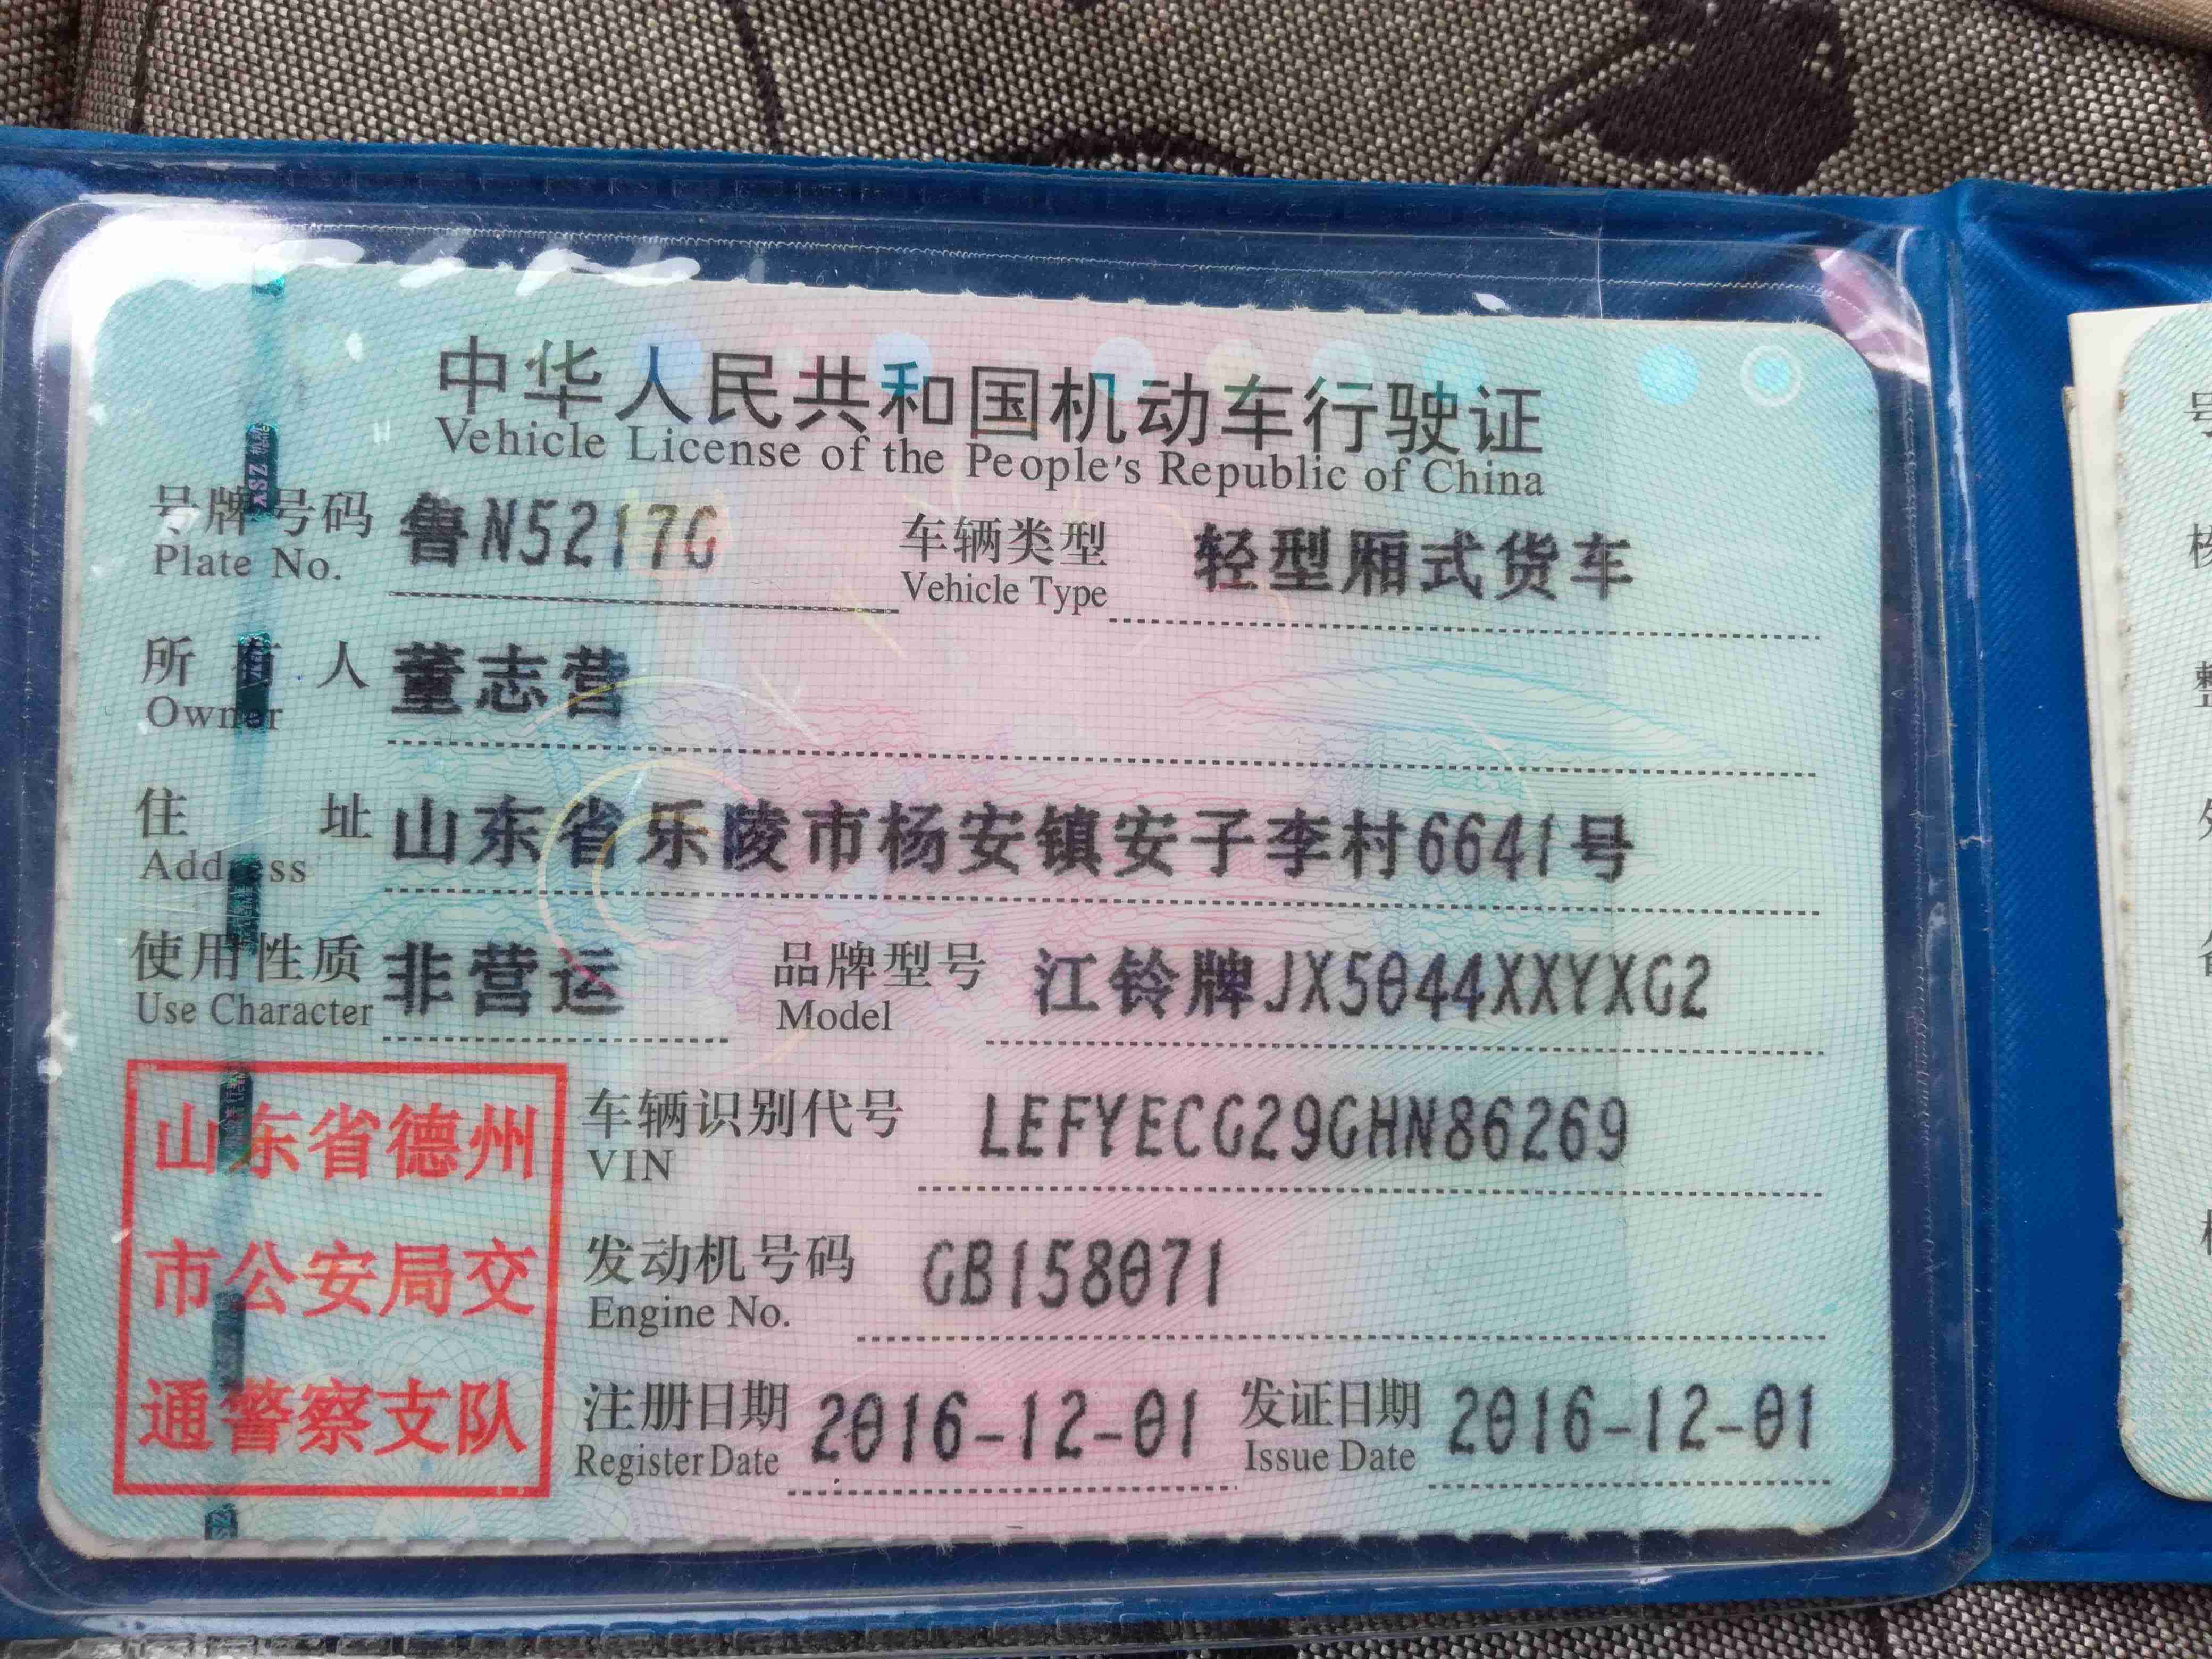 中华人民共和国机动车行驶证
Vehicle License of the People's Republic of China
号牌号码 鲁N5217G 车辆类型 轻型厢式货车
Plate No. Vehicle Type
所有人 董志营
Owner
住址 山东省乐陵市杨安镇安子李村6641号
Address
使用性质 非营运 品牌型号 江铃牌JX5044XXYXG2
Use Character Model
车辆识别代号 LEFYECG29GHN86269
VIN
发动机号码 GB158071
Engine No.
注册日期 2016-12-01 发证日期 2016-12-01
Register Date Issue Date
山东省德州
市公安局交
通警察支队
号